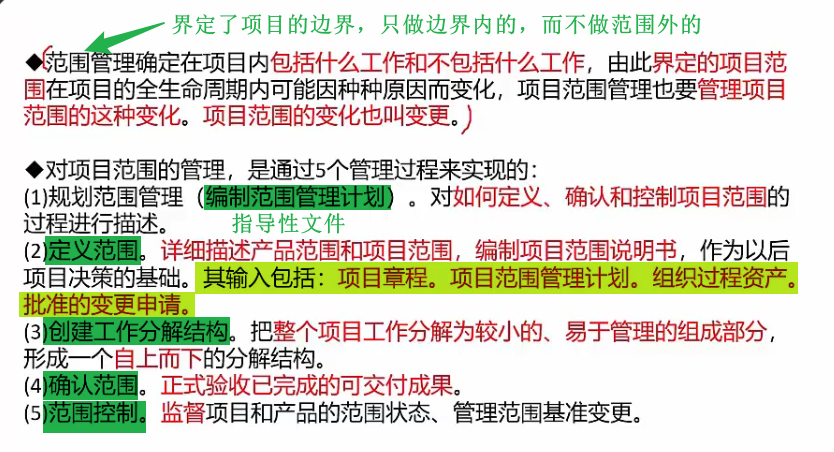 界定了项目的边界，只做边界内的，而不做范围外的
◆范围管理确定在项目内包括什么工作和不包括什么工作，由此界定的项目范
围在项目的全生命周期内可能因种种原因而变化，项目范围管理也要管理项目
范围的这种变化。项目范围的变化也叫变更。
◆对项目范围的管理，是通过5个管理过程来实现的：
(1)规划范围管理（编制范围管理计划）。对如何定义、确认和控制项目范围的
过程进行描述。 指导性文件
(2)定义范围。详细描述产品范围和项目范围，编制项目范围说明书，作为以后
项目决策的基础。其输入包括：项目章程。项目范围管理计划。组织过程资产。
批准的变更申请。
(3)创建工作分解结构。把整个项目工作分解为较小的、易于管理的组成部分，
形成一个自上而下的分解结构。
(4)确认范围。正式验收已完成的可交付成果。
(5)范围控制。监督项目和产品的范围状态、管理范围基准变更。